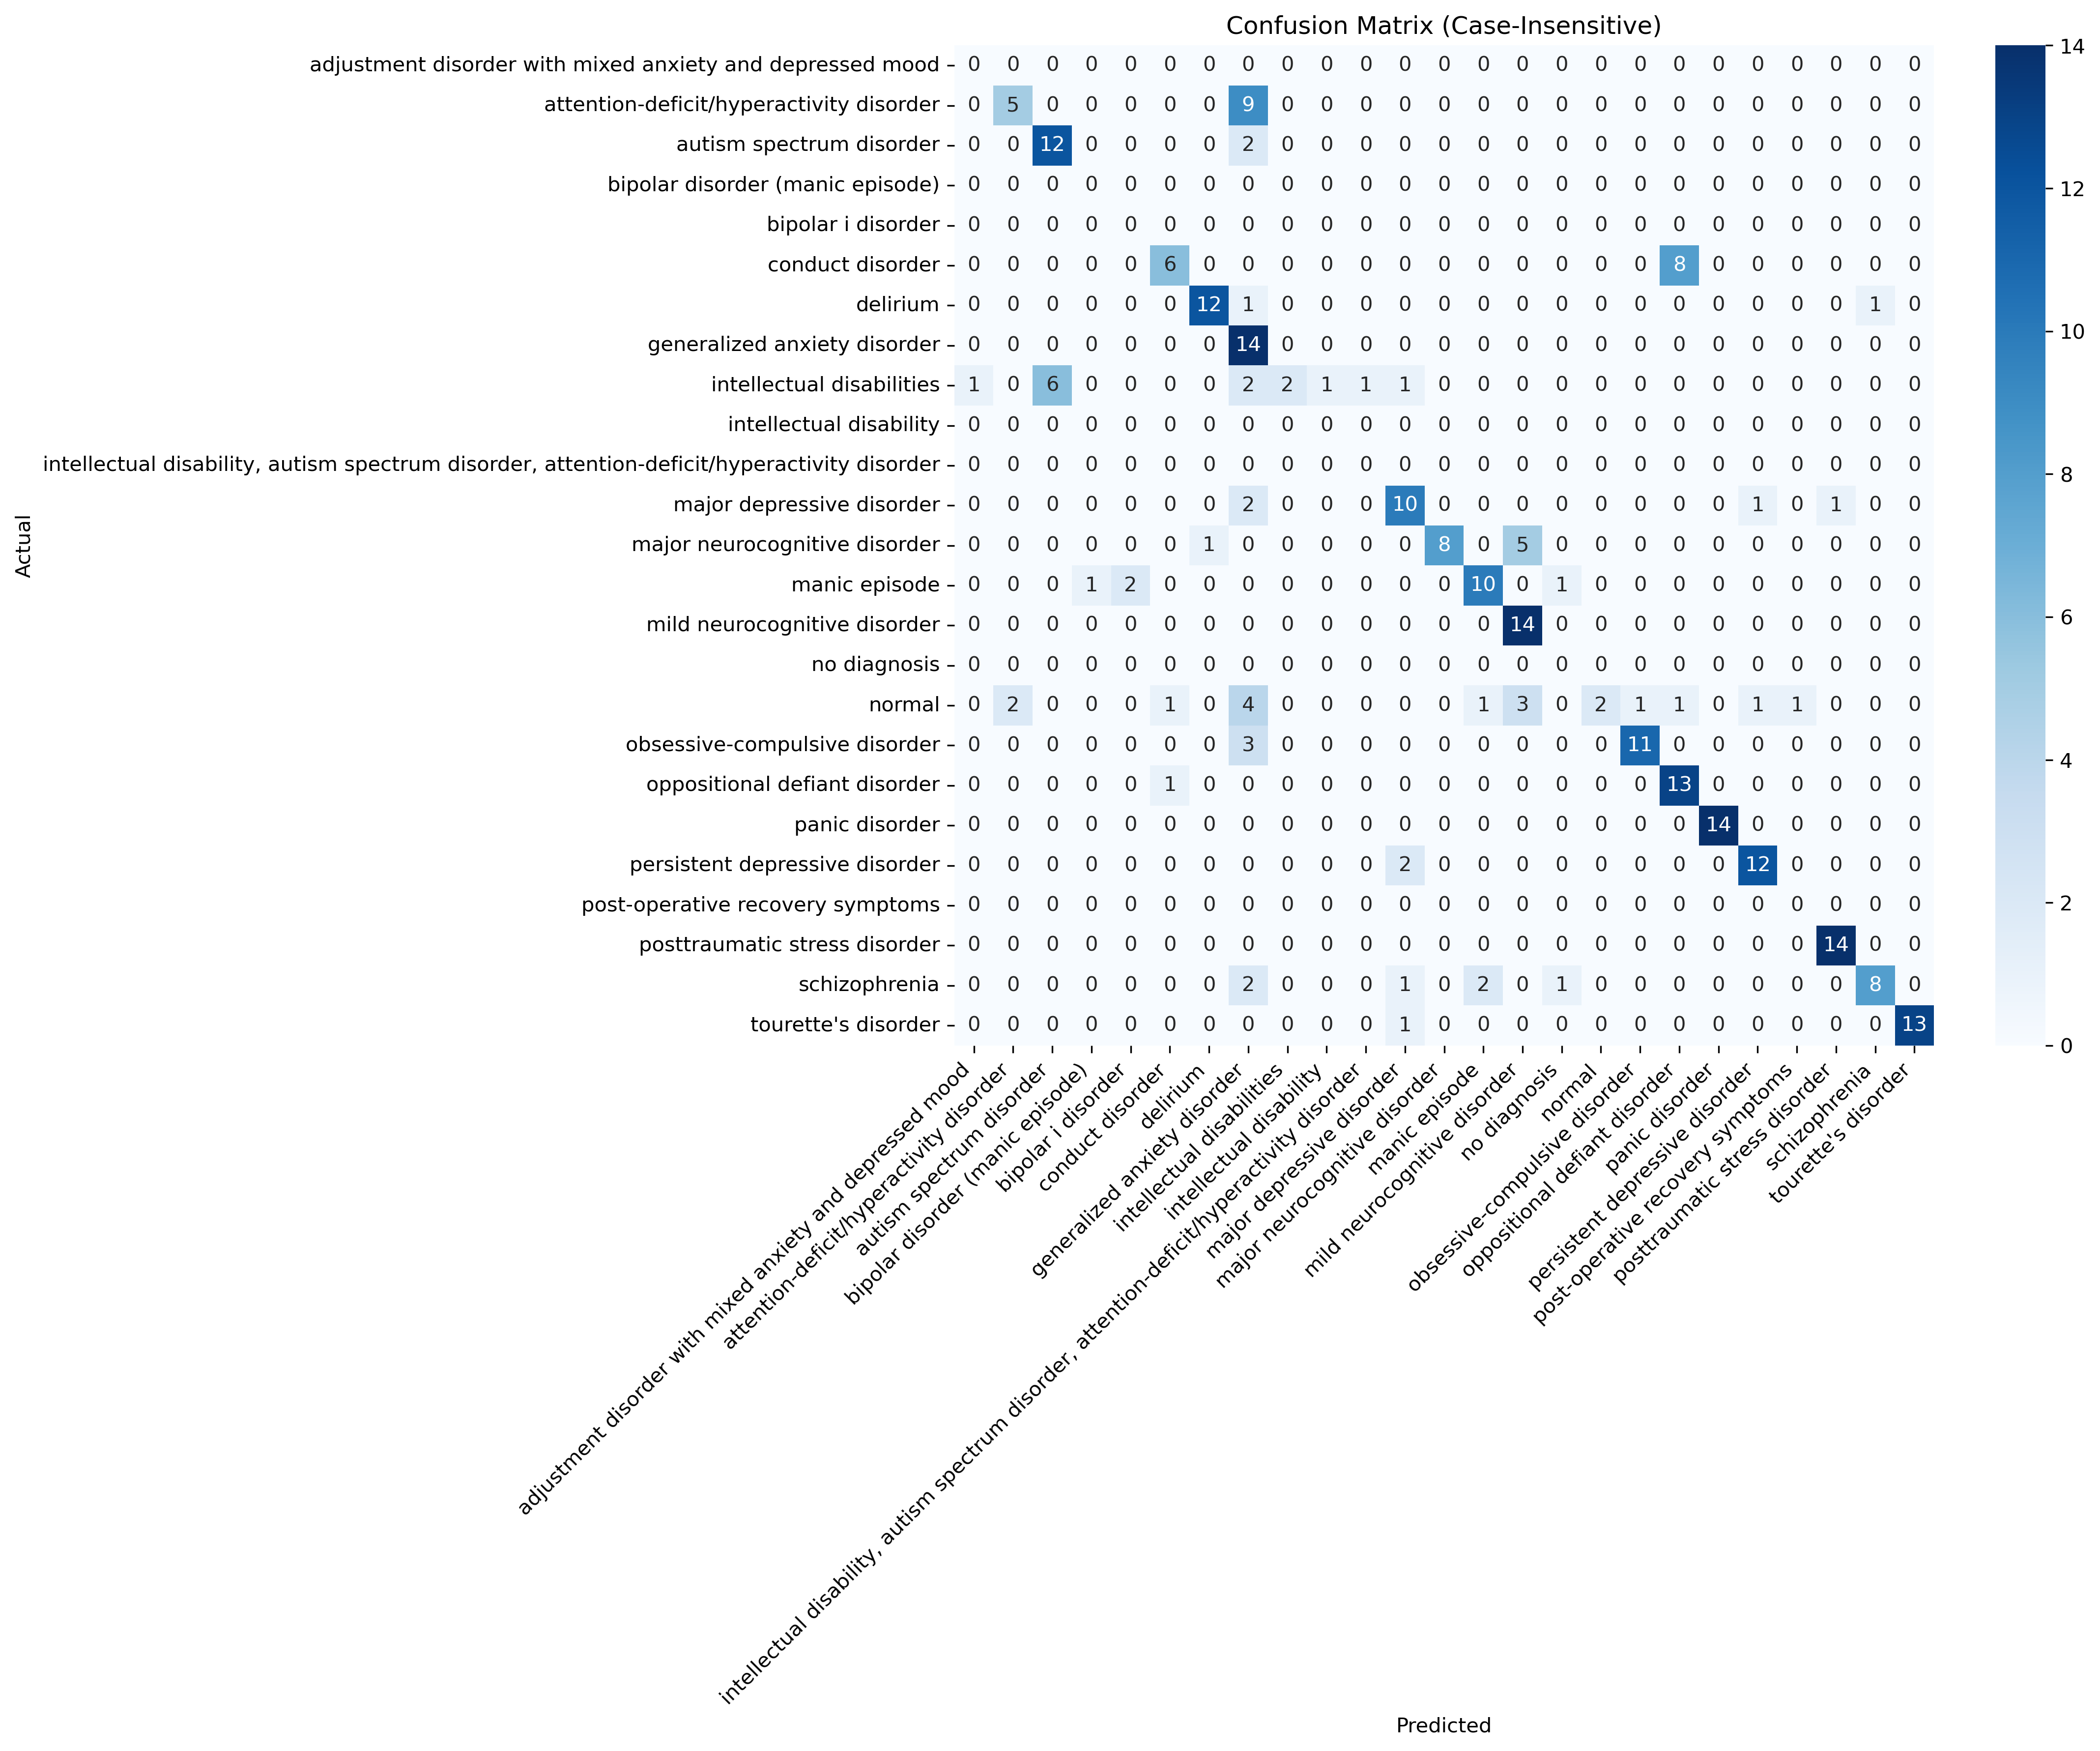 Confusion Matrix (Case-Insensitive)
adjustment disorder with mixed anxiety and depressed mood 0 0 0 0 0 0 0 0 0 0 0 0 0 0 0 0 0 0 0 0 0 0 0 0 0
attention-deficit/hyperactivity disorder 0 5 0 0 0 0 0 9 0 0 0 0 0 0 0 0 0 0 0 0 0 0 0 0 0
autism spectrum disorder 0 0 12 0 0 0 0 2 0 0 0 0 0 0 0 0 0 0 0 0 0 0 0 0 0
bipolar disorder (manic episode) 0 0 0 0 0 0 0 0 0 0 0 0 0 0 0 0 0 0 0 0 0 0 0 0 0
bipolar i disorder 0 0 0 0 0 0 0 0 0 0 0 0 0 0 0 0 0 0 0 0 0 0 0 0 0
conduct disorder 0 0 0 0 0 6 0 0 0 0 0 0 0 0 0 0 0 0 8 0 0 0 0 0 0
delirium 0 0 0 0 0 0 12 1 0 0 0 0 0 0 0 0 0 0 0 0 0 0 0 1 0
generalized anxiety disorder 0 0 0 0 0 0 0 14 0 0 0 0 0 0 0 0 0 0 0 0 0 0 0 0 0
intellectual disabilities 1 0 6 0 0 0 0 2 2 1 1 1 0 0 0 0 0 0 0 0 0 0 0 0 0
intellectual disability 0 0 0 0 0 0 0 0 0 0 0 0 0 0 0 0 0 0 0 0 0 0 0 0 0
intellectual disability, autism spectrum disorder, attention-deficit/hyperactivity disorder 0 0 0 0 0 0 0 0 0 0 0 0 0 0 0 0 0 0 0 0 0 0 0 0 0
major depressive disorder 0 0 0 0 0 0 0 2 0 0 0 10 0 0 0 0 0 0 0 0 1 0 1 0 0
major neurocognitive disorder 0 0 0 0 0 0 1 0 0 0 0 0 8 0 5 0 0 0 0 0 0 0 0 0 0
manic episode 0 0 0 1 2 0 0 0 0 0 0 0 0 10 0 1 0 0 0 0 0 0 0 0 0
mild neurocognitive disorder 0 0 0 0 0 0 0 0 0 0 0 0 0 0 14 0 0 0 0 0 0 0 0 0 0
no diagnosis 0 0 0 0 0 0 0 0 0 0 0 0 0 0 0 0 0 0 0 0 0 0 0 0 0
normal 0 2 0 0 0 1 0 4 0 0 0 0 0 1 3 0 2 1 1 0 1 1 0 0 0
obsessive-compulsive disorder 0 0 0 0 0 0 0 3 0 0 0 0 0 0 0 0 0 11 0 0 0 0 0 0 0
oppositional defiant disorder 0 0 0 0 0 1 0 0 0 0 0 0 0 0 0 0 0 0 13 0 0 0 0 0 0
panic disorder 0 0 0 0 0 0 0 0 0 0 0 0 0 0 0 0 0 0 0 14 0 0 0 0 0
persistent depressive disorder 0 0 0 0 0 0 0 0 0 0 0 2 0 0 0 0 0 0 0 0 12 0 0 0 0
post-operative recovery symptoms 0 0 0 0 0 0 0 0 0 0 0 0 0 0 0 0 0 0 0 0 0 0 0 0 0
posttraumatic stress disorder 0 0 0 0 0 0 0 0 0 0 0 0 0 0 0 0 0 0 0 0 0 0 14 0 0
schizophrenia 0 0 0 0 0 0 0 2 0 0 0 1 0 2 0 1 0 0 0 0 0 0 0 8 0
tourette's disorder 0 0 0 0 0 0 0 0 0 0 0 1 0 0 0 0 0 0 0 0 0 0 0 0 13
Actual
adjustment disorder with mixed anxiety and depressed mood
attention-deficit/hyperactivity disorder
autism spectrum disorder
bipolar disorder (manic episode)
bipolar i disorder
conduct disorder
delirium
generalized anxiety disorder
intellectual disabilities
intellectual disability
intellectual disability, autism spectrum disorder, attention-deficit/hyperactivity disorder
major depressive disorder
major neurocognitive disorder
manic episode
mild neurocognitive disorder
no diagnosis
normal
obsessive-compulsive disorder
oppositional defiant disorder
panic disorder
persistent depressive disorder
post-operative recovery symptoms
posttraumatic stress disorder
schizophrenia
tourette's disorder
Predicted
14
12
10
8
6
4
2
0